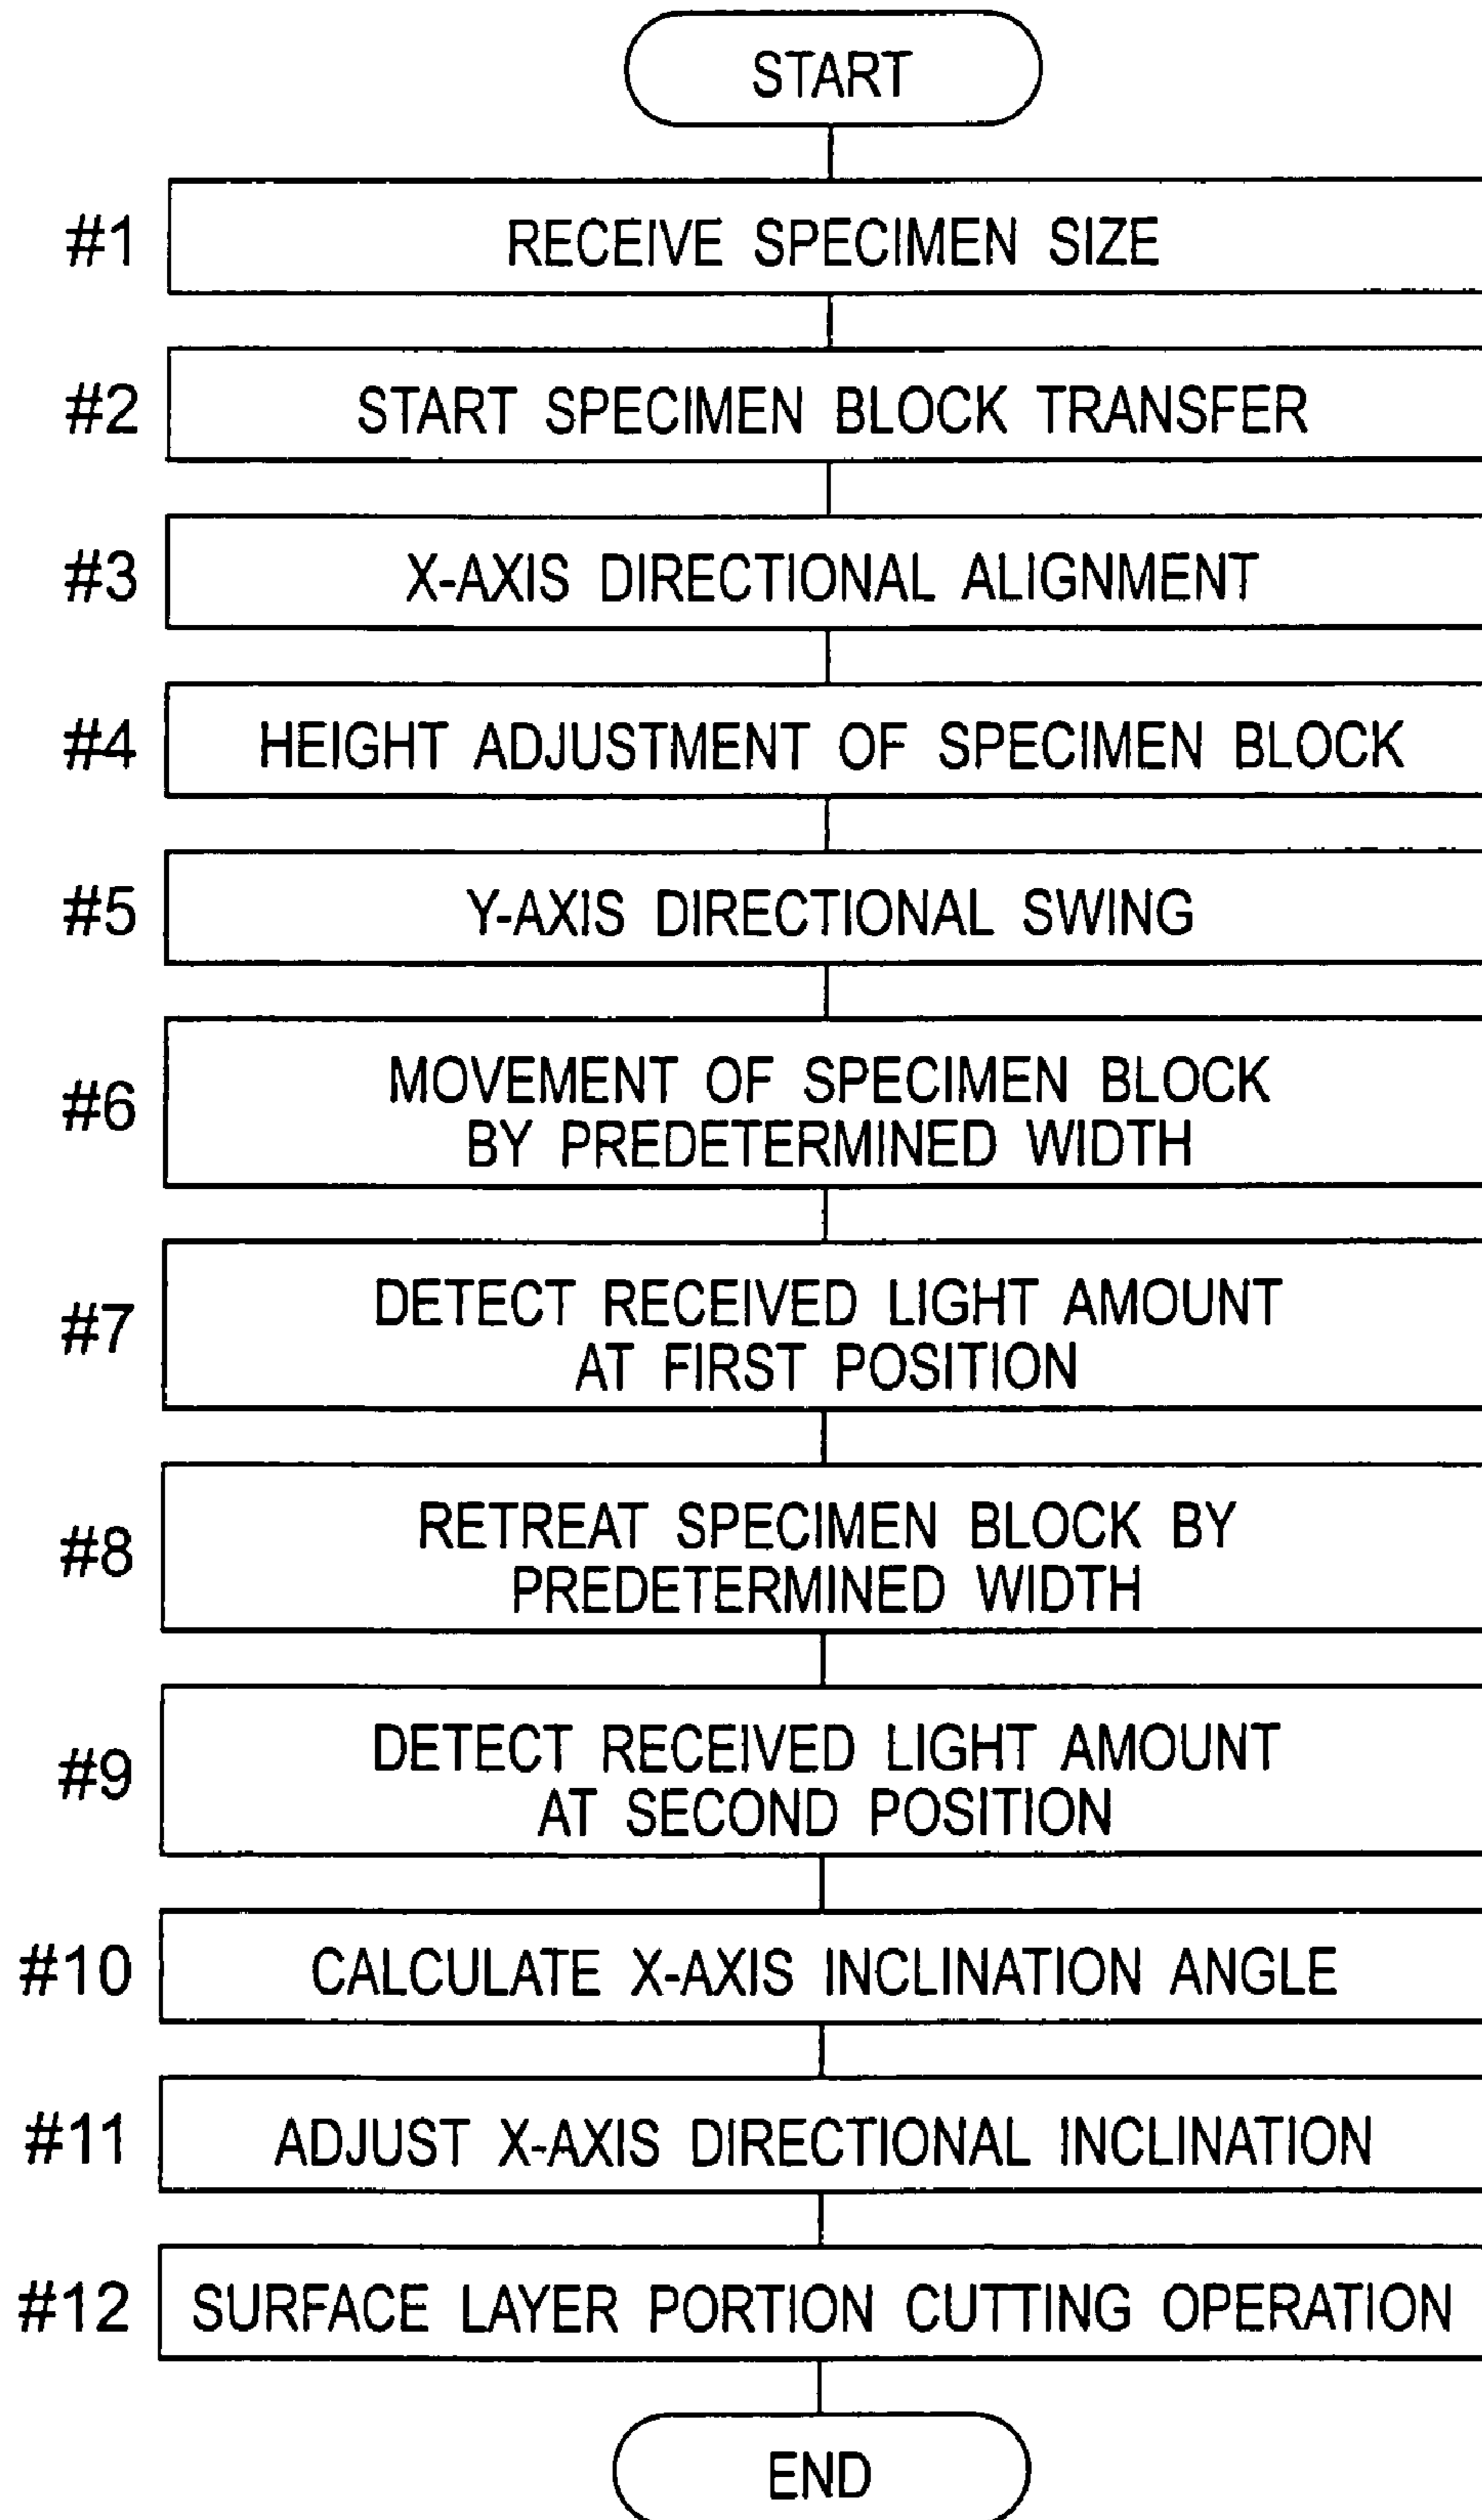 START
#1 RECEIVE SPECIMEN SIZE
#2 START SPECIMEN BLOCK TRANSFER
#3 X-AXIS DIRECTIONAL ALIGNMENT
#4 HEIGHT ADJUSTMENT OF SPECIMEN BLOCK
#5 Y-AXIS DIRECTIONAL SWING
#6 MOVEMENT OF SPECIMEN BLOCK
BY PREDETERMINED WIDTH
#7 DETECT RECEIVED LIGHT AMOUNT
AT FIRST POSITION
#8 RETREAT SPECIMEN BLOCK BY
PREDETERMINED WIDTH
#9 DETECT RECEIVED LIGHT AMOUNT
AT SECOND POSITION
#10 CALCULATE X-AXIS INCLINATION ANGLE
#11 ADJUST X-AXIS DIRECTIONAL INCLINATION
#12 SURFACE LAYER PORTION CUTTING OPERATION
END